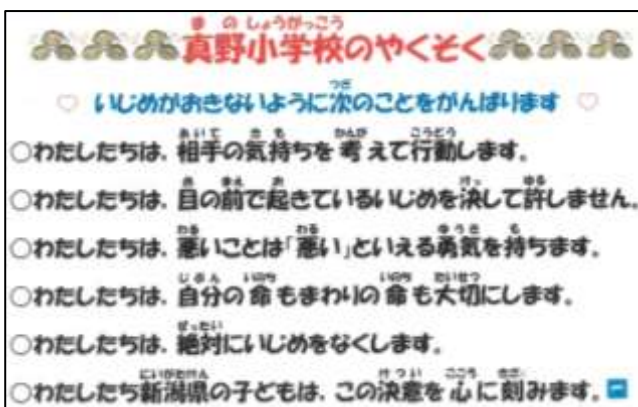 真野小学校のやくそく
いじめがおきないように次のことをがんばります
○わたしたちは、相手の気持ちを考えて行動します。
○わたしたちは、目の前で起きているいじめを決して許しません。
○わたしたちは、悪いことは「悪い」といえる勇気を持ちます。
○わたしたちは、自分の命もまわりの命も大切にします。
○わたしたちは、絶対にいじめをなくします。
○わたしたち新潟県の子どもは、この決意を心に刻みます。